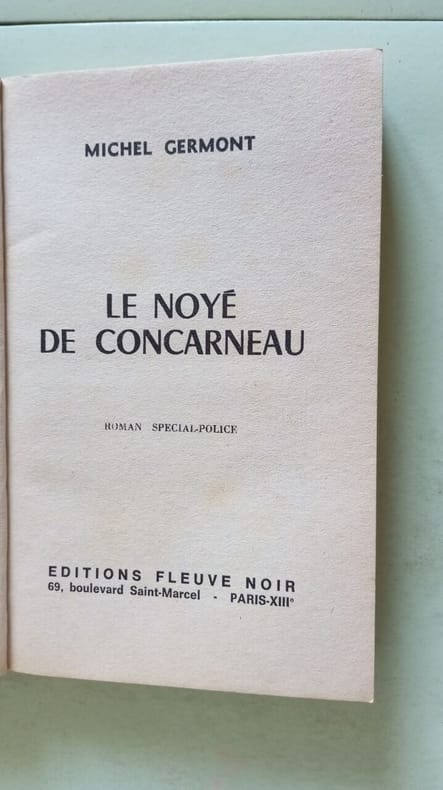 MICHEL GERMONT
LE NOYÉ
DE CONCARNEAU
ROMAN SPECIAL-POLICE
EDITIONS FLEUVE NOIR
69, boulevard Saint-Marcel - PARIS-XIIIᵉ